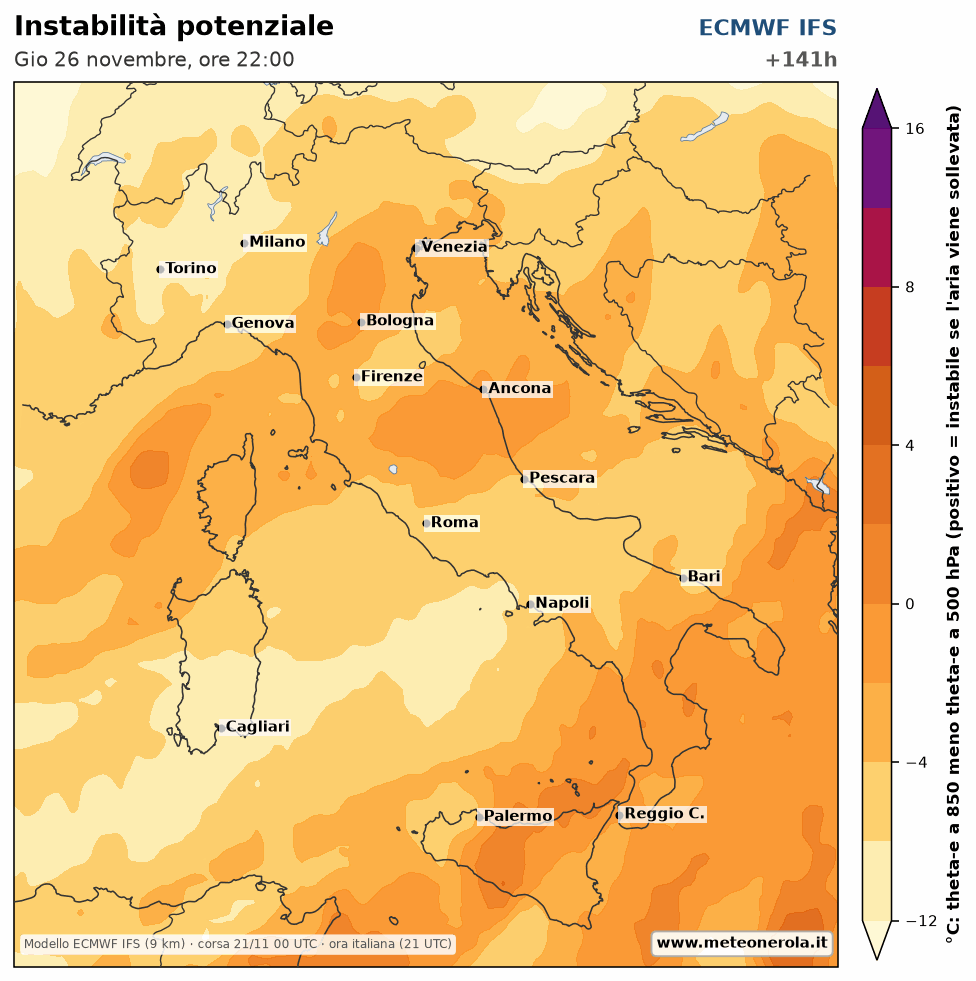 Instabilità potenziale
ECMWF IFS
Gio 26 novembre, ore 22:00
+141h
Milano
Venezia
Torino
Genova
Bologna
Firenze
Ancona
Pescara
Roma
Bari
Napoli
Cagliari
Palermo
Reggio C.
16
8
4
0
−4
−12
°C: theta-e a 850 meno theta-e a 500 hPa (positivo = instabile se l'aria viene sollevata)
Modello ECMWF IFS (9 km) · corsa 21/11 00 UTC · ora italiana (21 UTC)
www.meteonerola.it